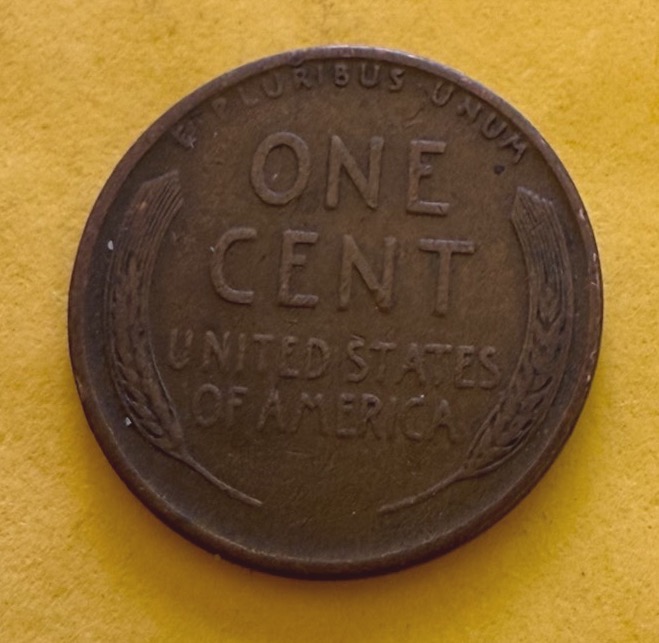 E PLURIBUS UNUM
ONE
CENT
UNITED STATES
OF AMERICA